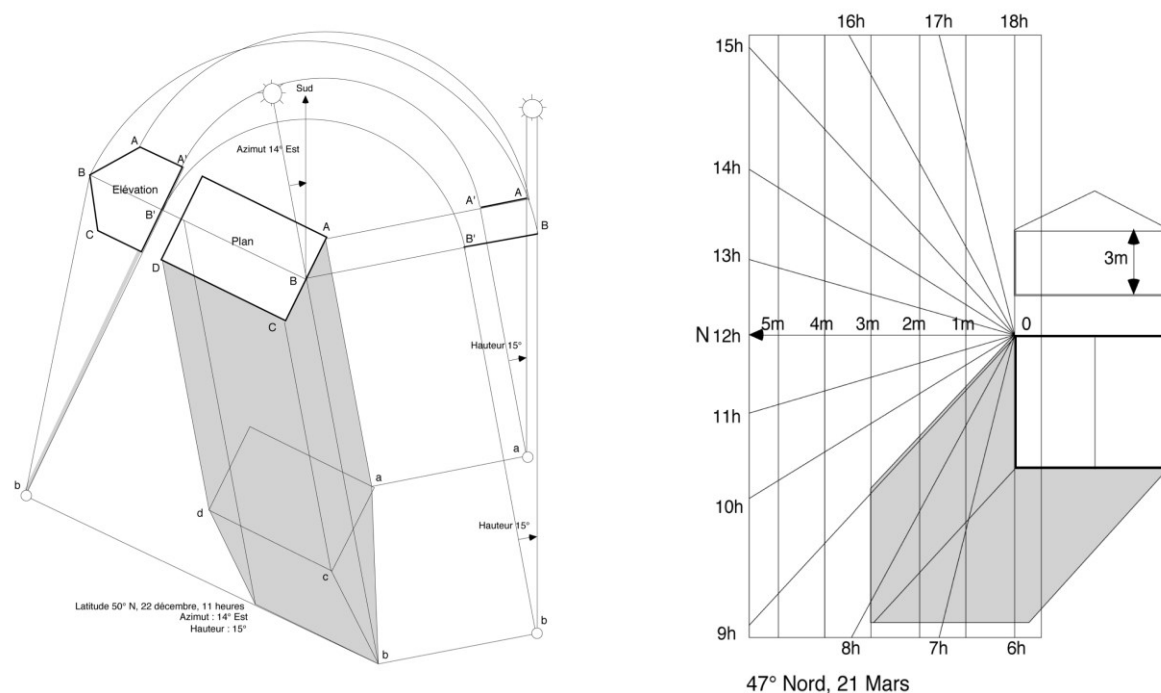 Sud
Azimut 14° Est
A
A'
B
Elévation
B'
C
Plan
A
B
C
D
A'
A
B'
B
Hauteur 15°
a
a
b
d
c
Hauteur 15°
b
b
Latitude 50° N, 22 décembre, 11 heures
Azimut : 14° Est
Hauteur : 15°
16h
17h
18h
15h
14h
13h
3m
N 12h
5m
4m
3m
2m
1m
0
11h
10h
9h
8h
7h
6h
47° Nord, 21 Mars